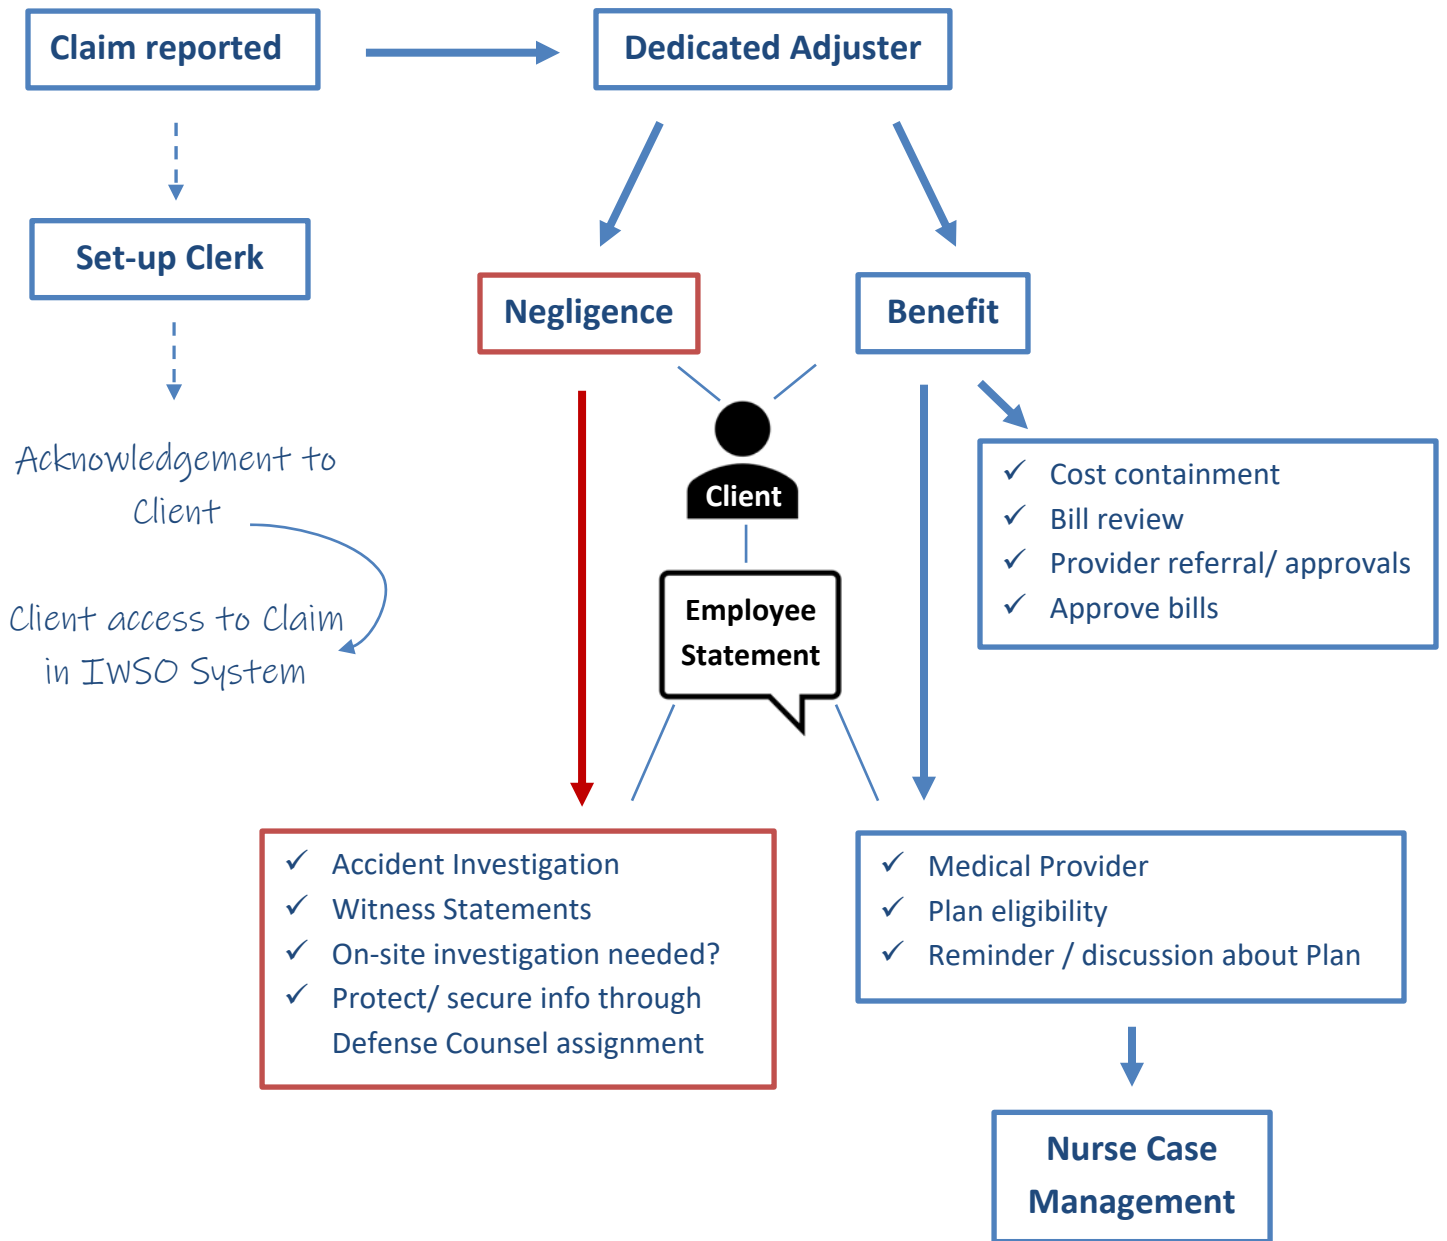 Claim reported
Dedicated Adjuster
Set-up Clerk
Negligence
Benefit
Acknowledgement to
Client
Client access to Claim
in IWSO System
Client
Employee
Statement
✓ Cost containment
✓ Bill review
✓ Provider referral/ approvals
✓ Approve bills
✓ Accident Investigation
✓ Witness Statements
✓ On-site investigation needed?
✓ Protect/ secure info through
Defense Counsel assignment
✓ Medical Provider
✓ Plan eligibility
✓ Reminder / discussion about Plan
Nurse Case
Management